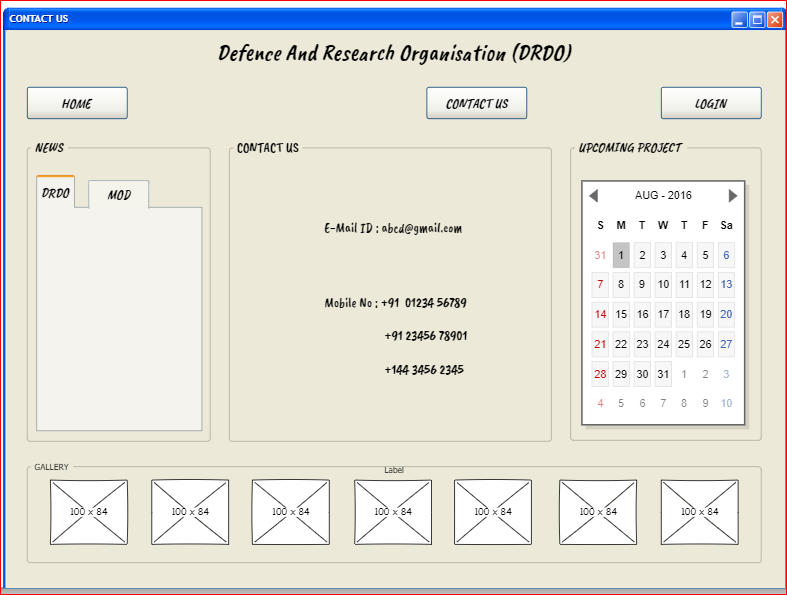 CONTACT US
Defence And Research Organisation (DRDO)
HOME
CONTACT US
LOGIN
NEWS
DRDO
MOD
CONTACT US
E-Mail ID : abcd@gmail.com
Mobile No : +91 01234 56789
+91 23456 78901
+144 3456 2345
UPCOMING PROJECT
AUG - 2016
S M T W T F Sa
31 1 2 3 4 5 6
7 8 9 10 11 12 13
14 15 16 17 18 19 20
21 22 23 24 25 26 27
28 29 30 31 1 2 3
4 5 6 7 8 9 10
GALLERY
Label
100 x 84 100 x 84 100 x 84 100 x 84 100 x 84 100 x 84 100 x 84